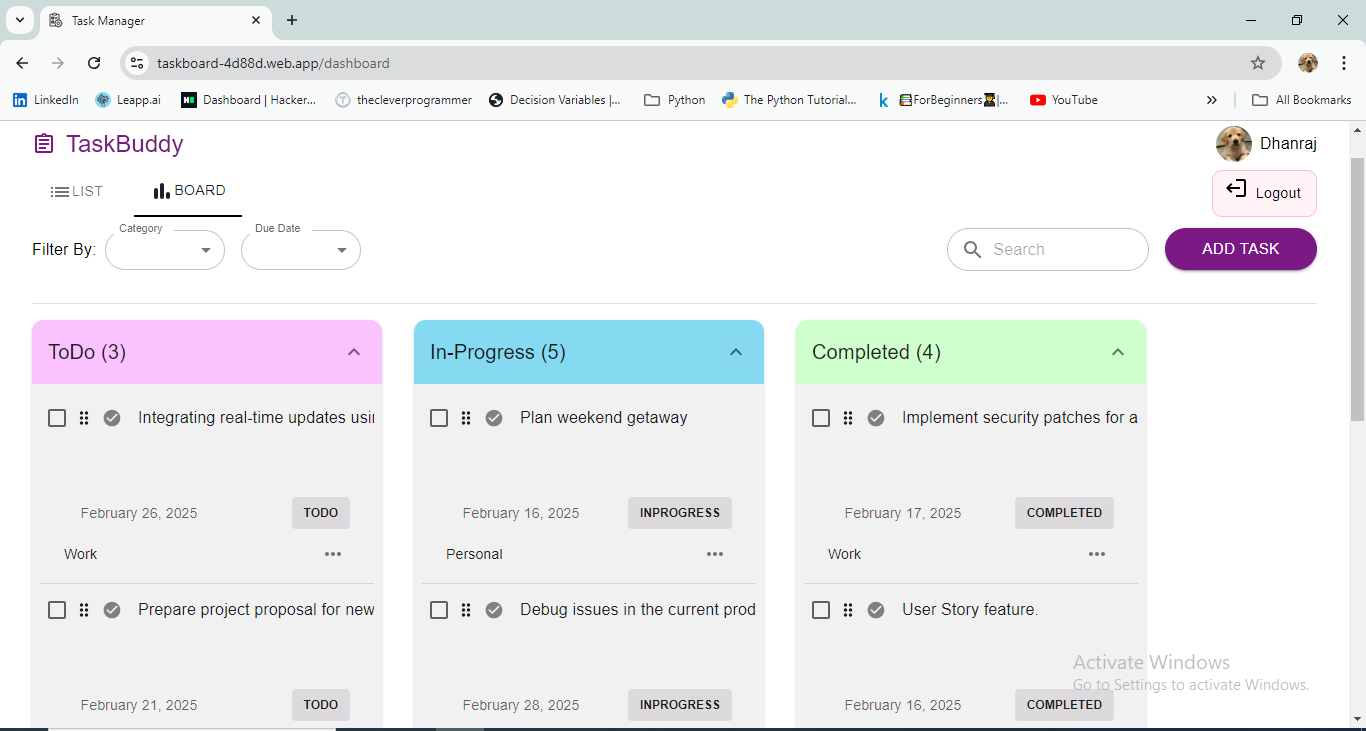 Task Manager
taskboard-4d88d.web.app/dashboard
LinkedIn
Leapp.ai
Dashboard | Hacker...
thecleverprogrammer
Decision Variables |...
Python
The Python Tutorial...
ForBeginners |...
YouTube
All Bookmarks
TaskBuddy
Dhanraj
LIST
BOARD
Logout
Filter By:
Category
Due Date
Search
ADD TASK
ToDo (3)
Integrating real-time updates usin
February 26, 2025
TODO
Work
Prepare project proposal for new
February 21, 2025
TODO
In-Progress (5)
Plan weekend getaway
February 16, 2025
INPROGRESS
Personal
Debug issues in the current prod
February 28, 2025
INPROGRESS
Completed (4)
Implement security patches for a
February 17, 2025
COMPLETED
Work
User Story feature.
February 16, 2025
COMPLETED
Activate Windows
Go to Settings to activate Windows.